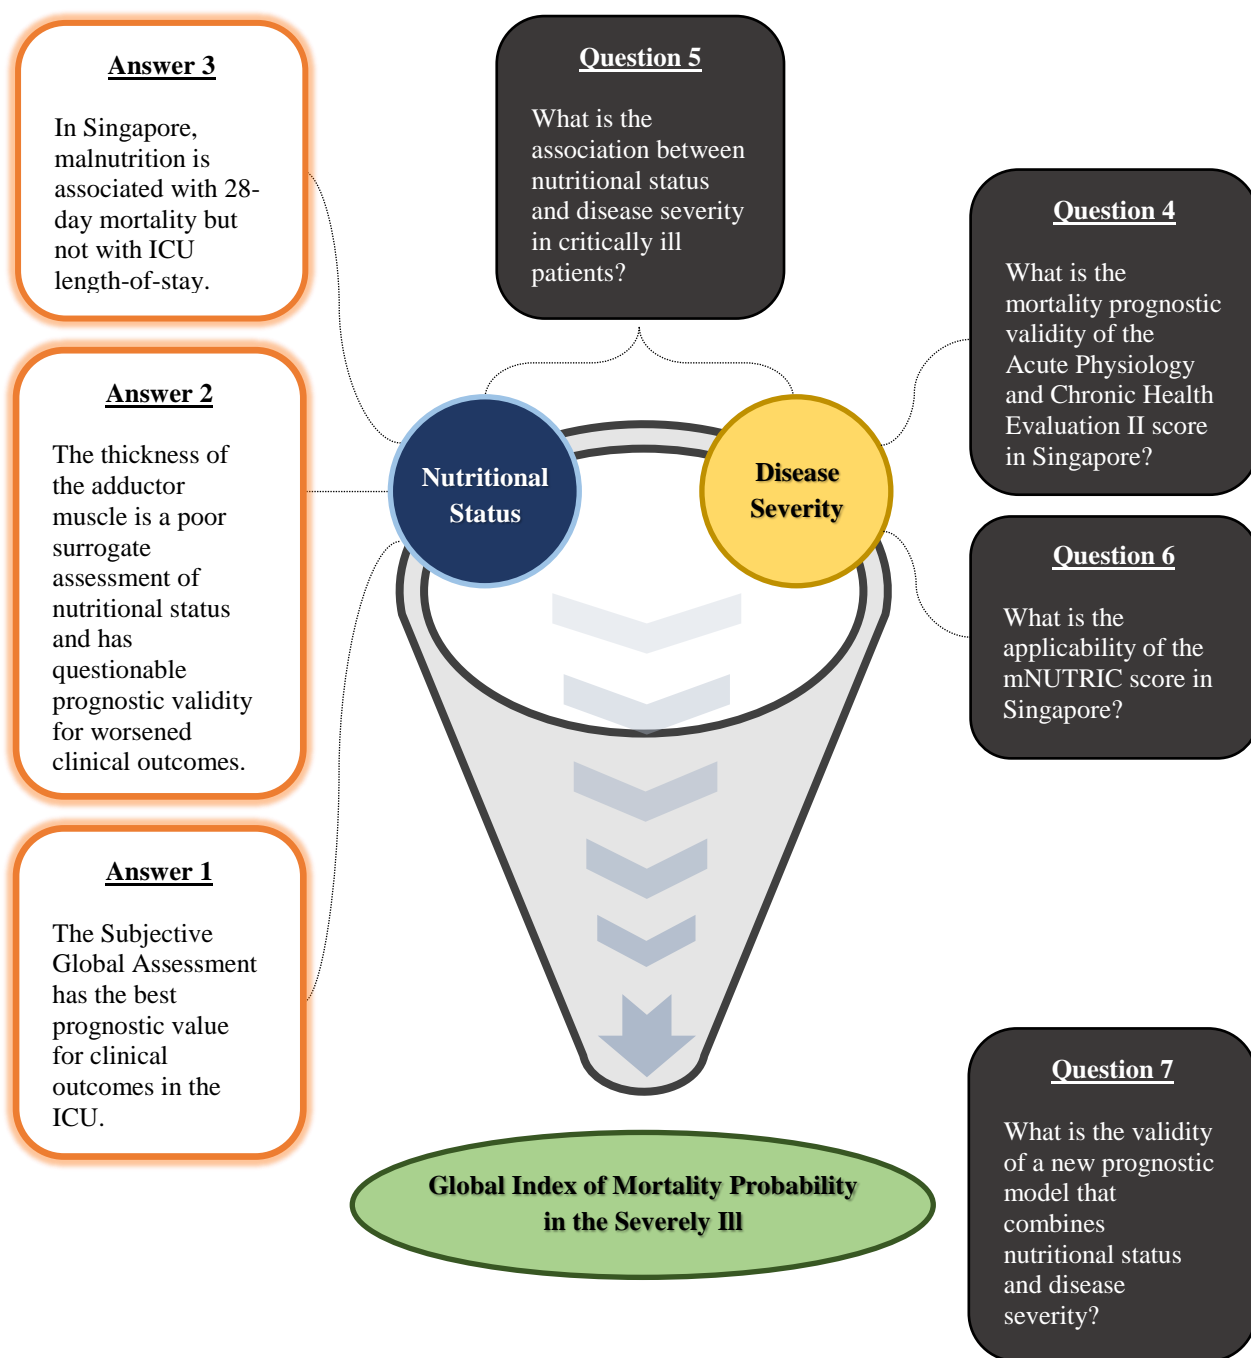 Answer 3
In Singapore,
malnutrition is
associated with 28-
day mortality but
not with ICU
length-of-stay.
Question 5
What is the
association between
nutritional status
and disease severity
in critically ill
patients?
Question 4
What is the
mortality prognostic
validity of the
Acute Physiology
and Chronic Health
Evaluation II score
in Singapore?
Answer 2
The thickness of
the adductor
muscle is a poor
surrogate
assessment of
nutritional status
and has
questionable
prognostic validity
for worsened
clinical outcomes.
Nutritional
Status
Disease
Severity
Question 6
What is the
applicability of the
mNUTRIC score in
Singapore?
Answer 1
The Subjective
Global Assessment
has the best
prognostic value
for clinical
outcomes in the
ICU.
Global Index of Mortality Probability
in the Severely Ill
Question 7
What is the validity
of a new prognostic
model that
combines
nutritional status
and disease
severity?